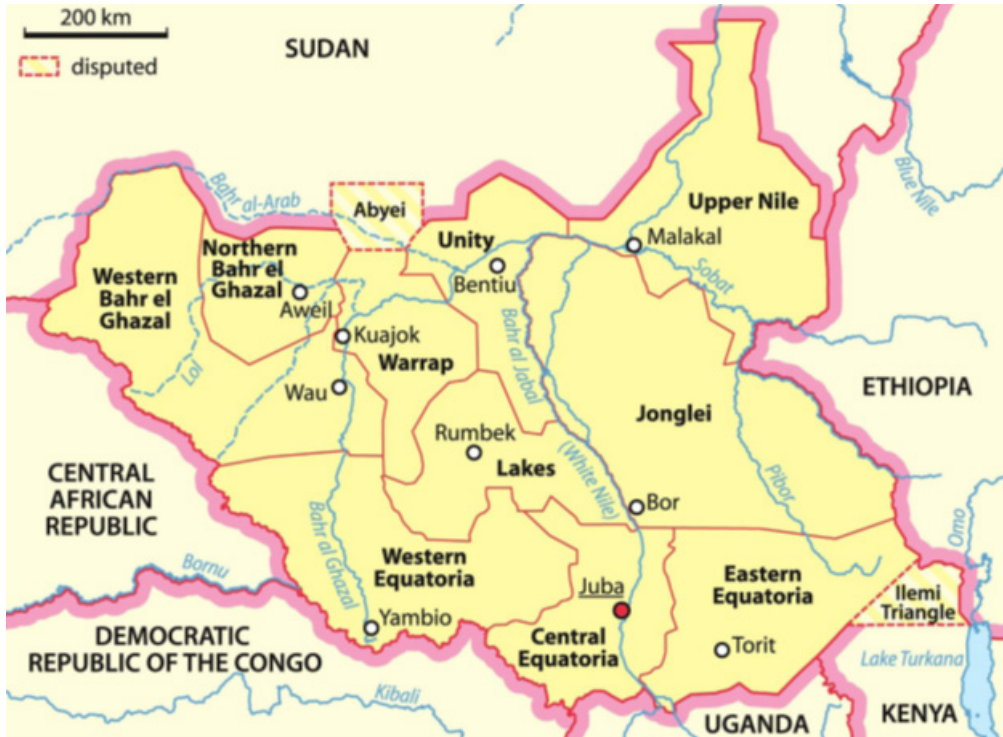 200 km
disputed
SUDAN
Bahr al-Arab
Abyei
Blue Nile
Upper Nile
Northern
Bahr el
Ghazal
Unity
Malakal
Western
Bahr el
Ghazal
Bentiu
Sobat
Aweil
Kuajok
Warrap
Bahr al Jabal
Lol
Wau
ETHIOPIA
Jonglei
Rumbek
Lakes
(White Nile)
CENTRAL
AFRICAN
REPUBLIC
Pibor
Bor
Omo
Bahr al Ghazal
Western
Equatoria
Bornu
Juba
Eastern
Equatoria
Ilemi
Triangle
Yambio
DEMOCRATIC
REPUBLIC OF THE CONGO
Central
Equatoria
Torit
Lake Turkana
Kibali
UGANDA
KENYA